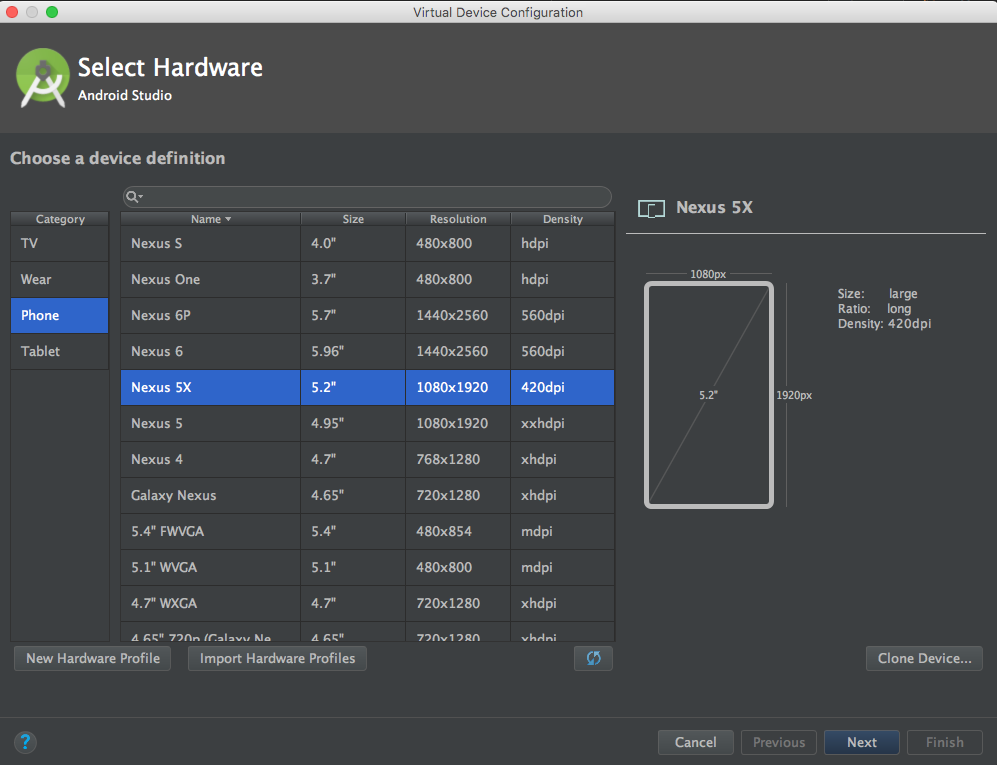 Virtual Device Configuration
Select Hardware
Android Studio
Choose a device definition
Category
TV
Wear
Phone
Tablet
Name Size Resolution Density
Nexus S 4.0" 480x800 hdpi
Nexus One 3.7" 480x800 hdpi
Nexus 6P 5.7" 1440x2560 560dpi
Nexus 6 5.96" 1440x2560 560dpi
Nexus 5X 5.2" 1080x1920 420dpi
Nexus 5 4.95" 1080x1920 xxhdpi
Nexus 4 4.7" 768x1280 xhdpi
Galaxy Nexus 4.65" 720x1280 xhdpi
5.4" FWVGA 5.4" 480x854 mdpi
5.1" WVGA 5.1" 480x800 mdpi
4.7" WXGA 4.7" 720x1280 xhdpi
4.65" 720p (Galaxy Ne 4.65" 720x1280 xhdpi
Nexus 5X
1080px
5.2"
1920px
Size: large
Ratio: long
Density: 420dpi
New Hardware Profile Import Hardware Profiles Clone Device...
? Cancel Previous Next Finish